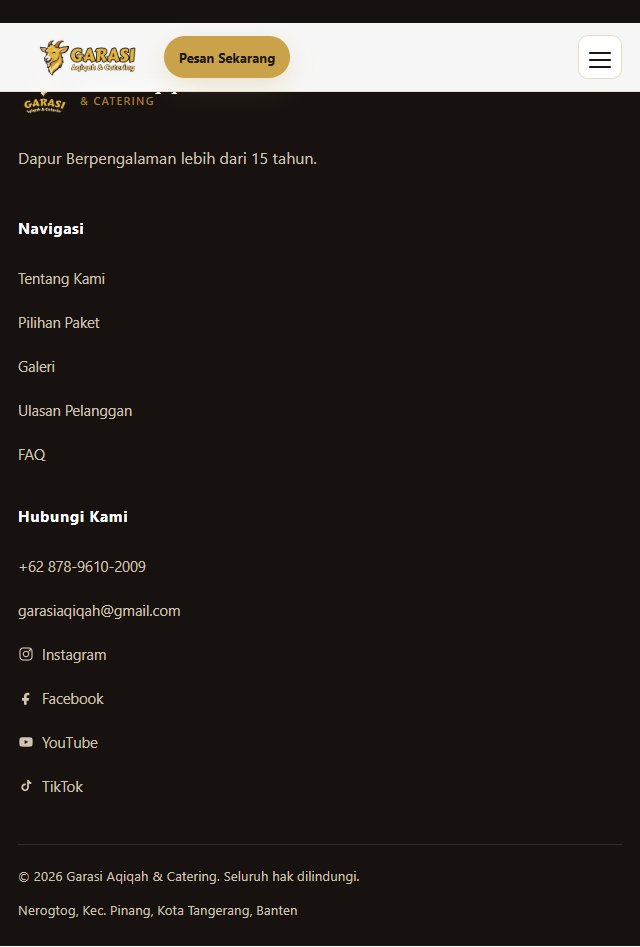 GARASI
Aqiqah & Catering
Pesan Sekarang
GARASI
& CATERING
Dapur Berpengalaman lebih dari 15 tahun.
Navigasi
Tentang Kami
Pilihan Paket
Galeri
Ulasan Pelanggan
FAQ
Hubungi Kami
+62 878-9610-2009
garasiaqiqah@gmail.com
Instagram
Facebook
YouTube
TikTok
© 2026 Garasi Aqiqah & Catering. Seluruh hak dilindungi.
Nerogtog, Kec. Pinang, Kota Tangerang, Banten